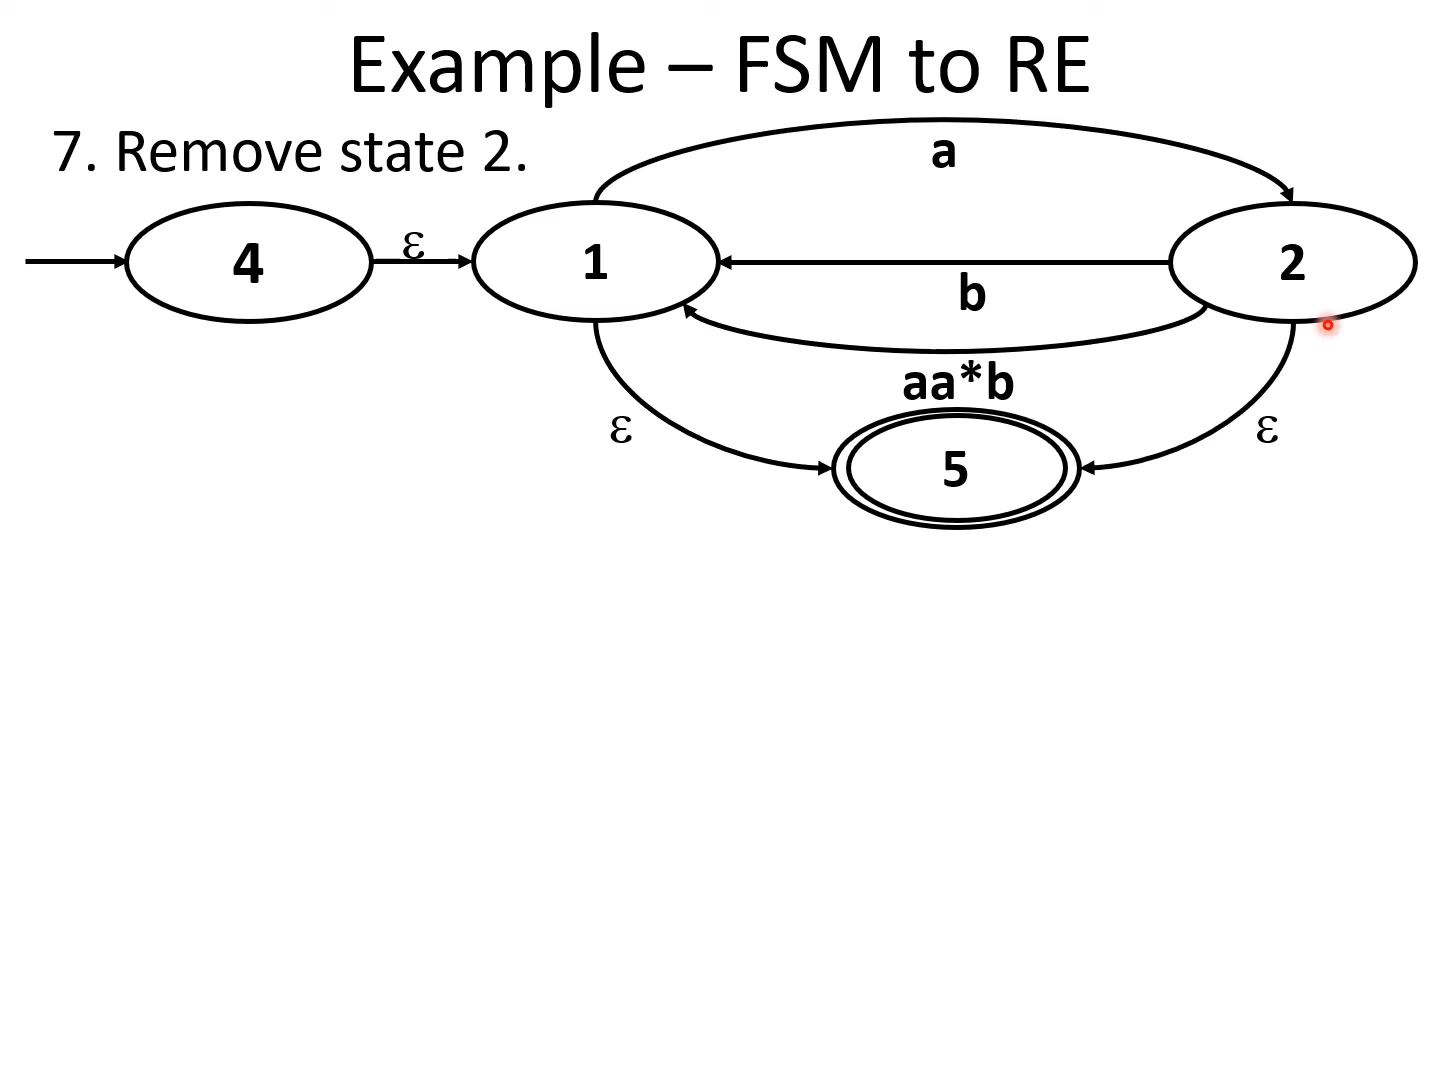 Example – FSM to RE
7. Remove state 2.
a
4
ε
1
2
b
aa*b
ε
ε
5